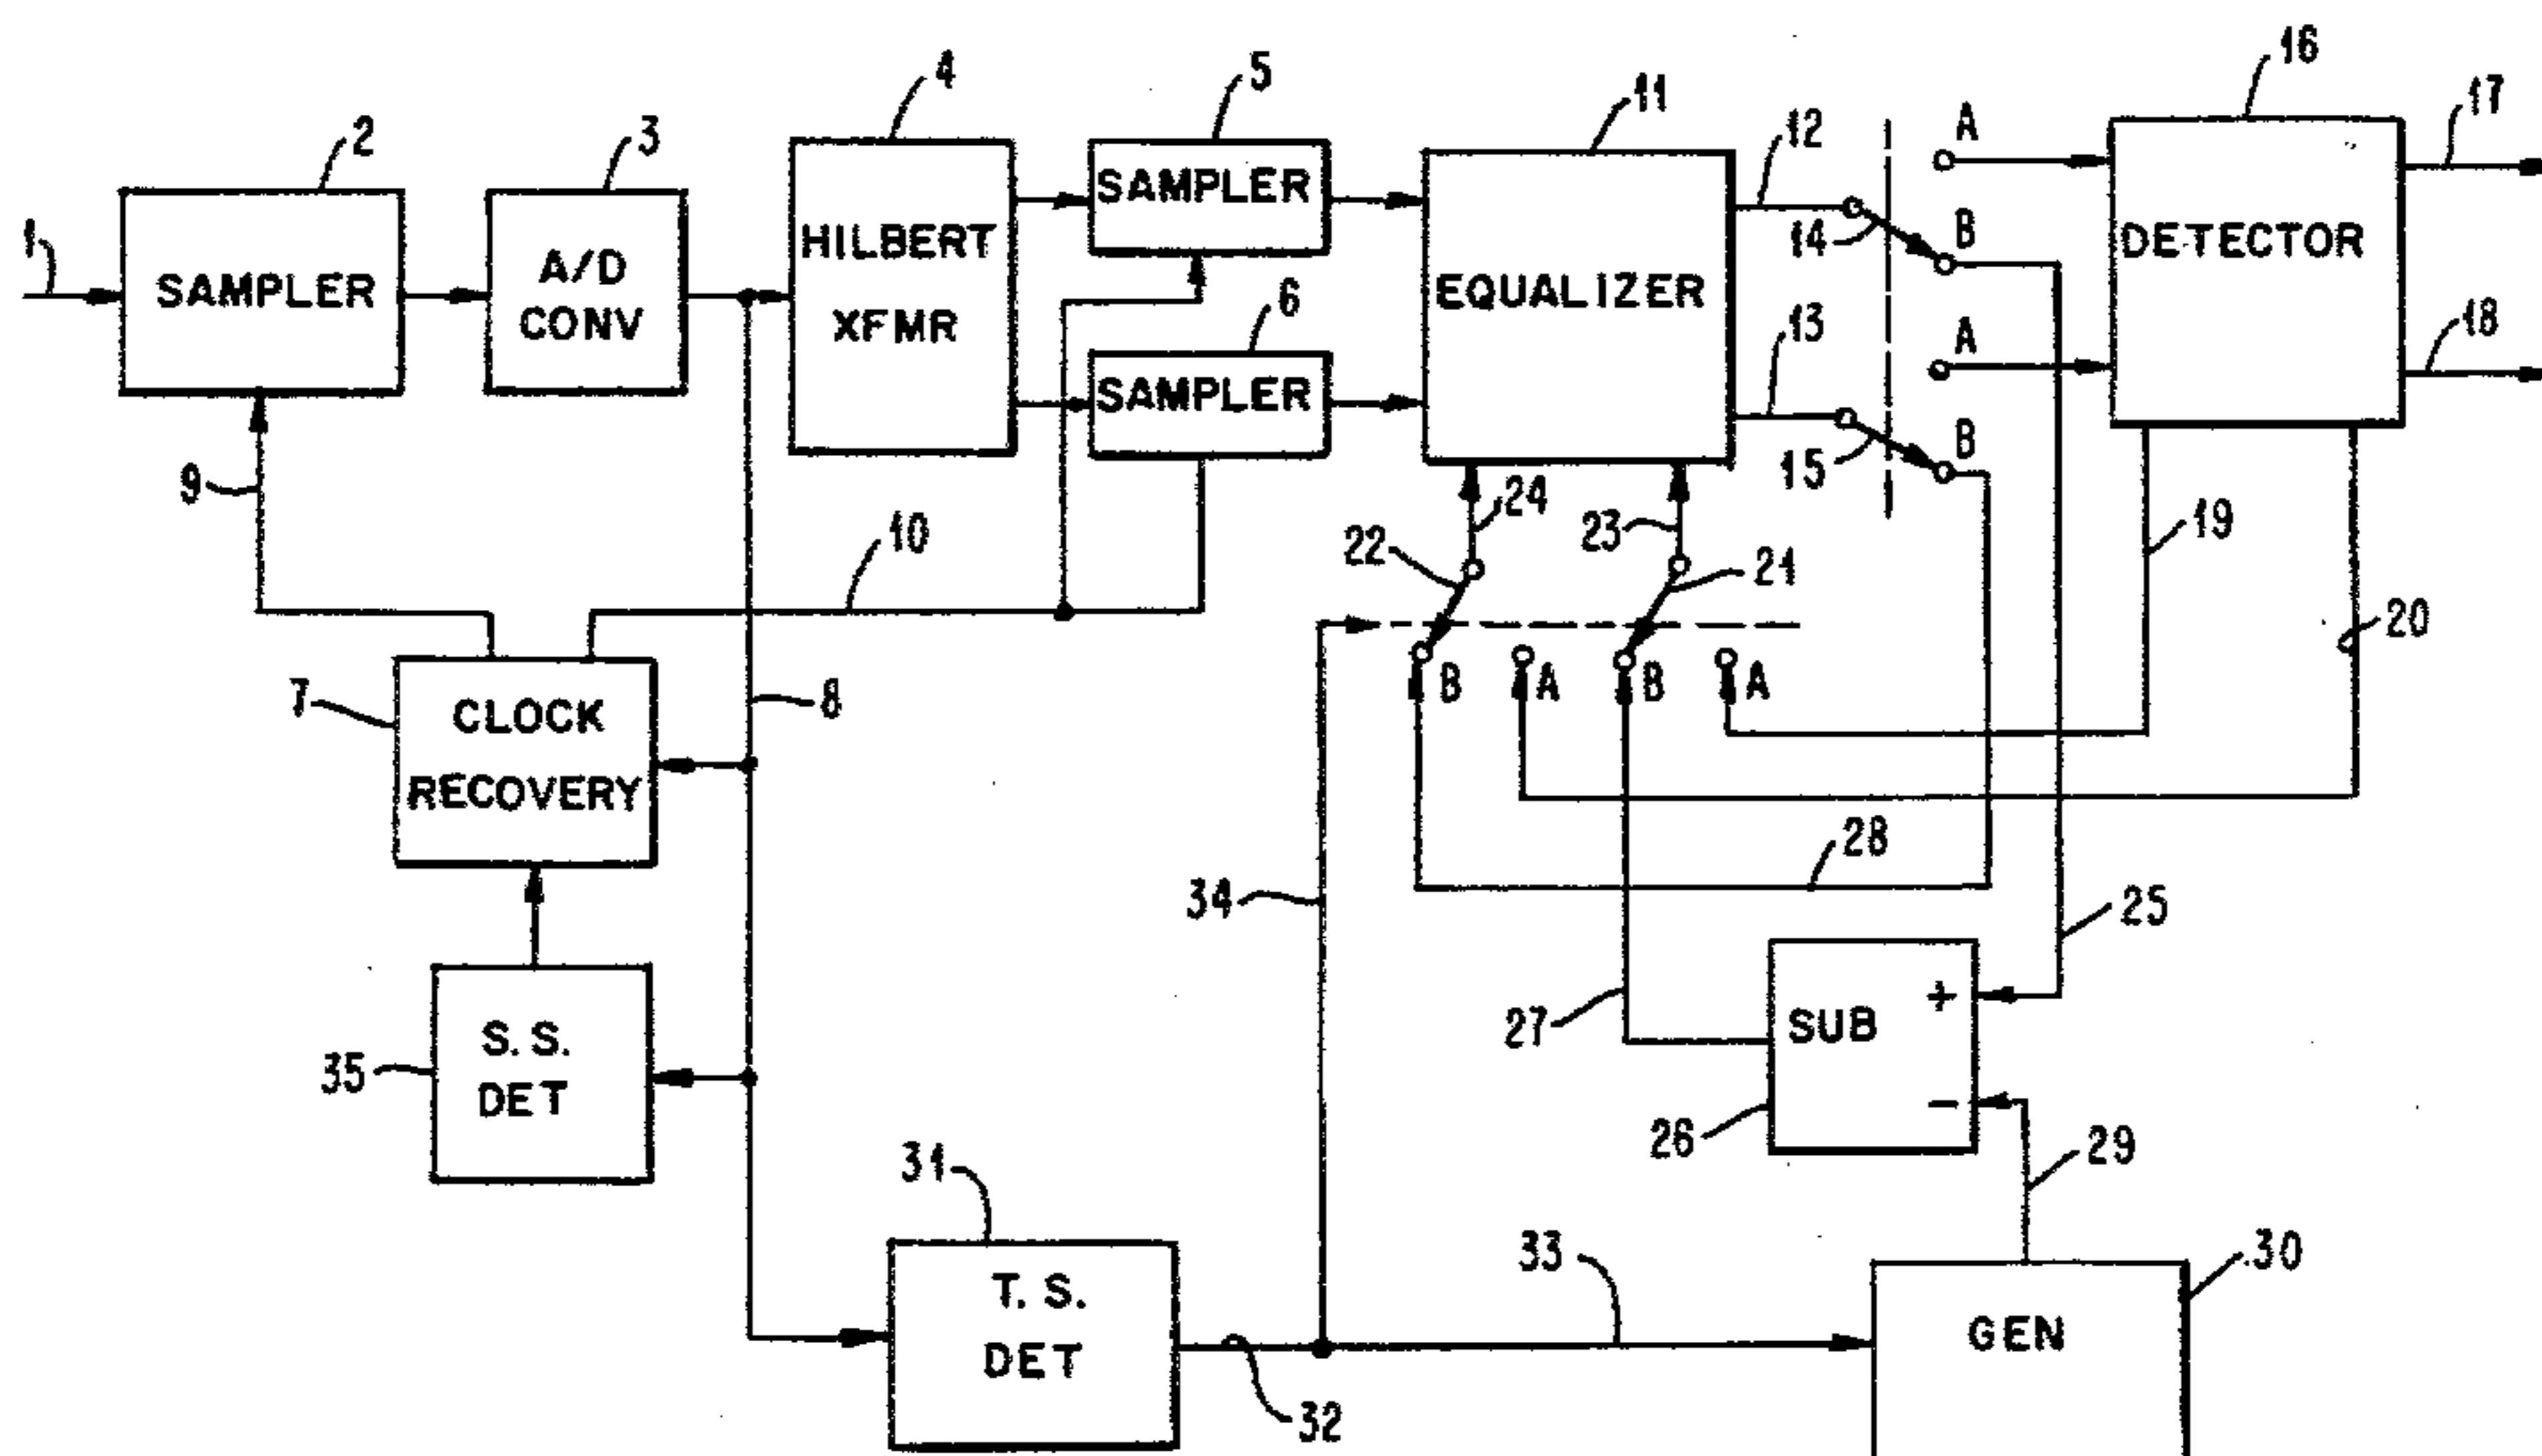 1
2
SAMPLER
3
A/D
CONV
4
HILBERT
XFMR
5
SAMPLER
6
SAMPLER
11
EQUALIZER
12
13
14
15
A
B
A
B
16
DETECTOR
17
18
9
10
7
CLOCK
RECOVERY
8
22
24
23
21
B
A
B
A
19
20
34
28
25
27
SUB
+
-
26
35
S.S.
DET
29
31
T. S.
DET
32
33
30
GEN